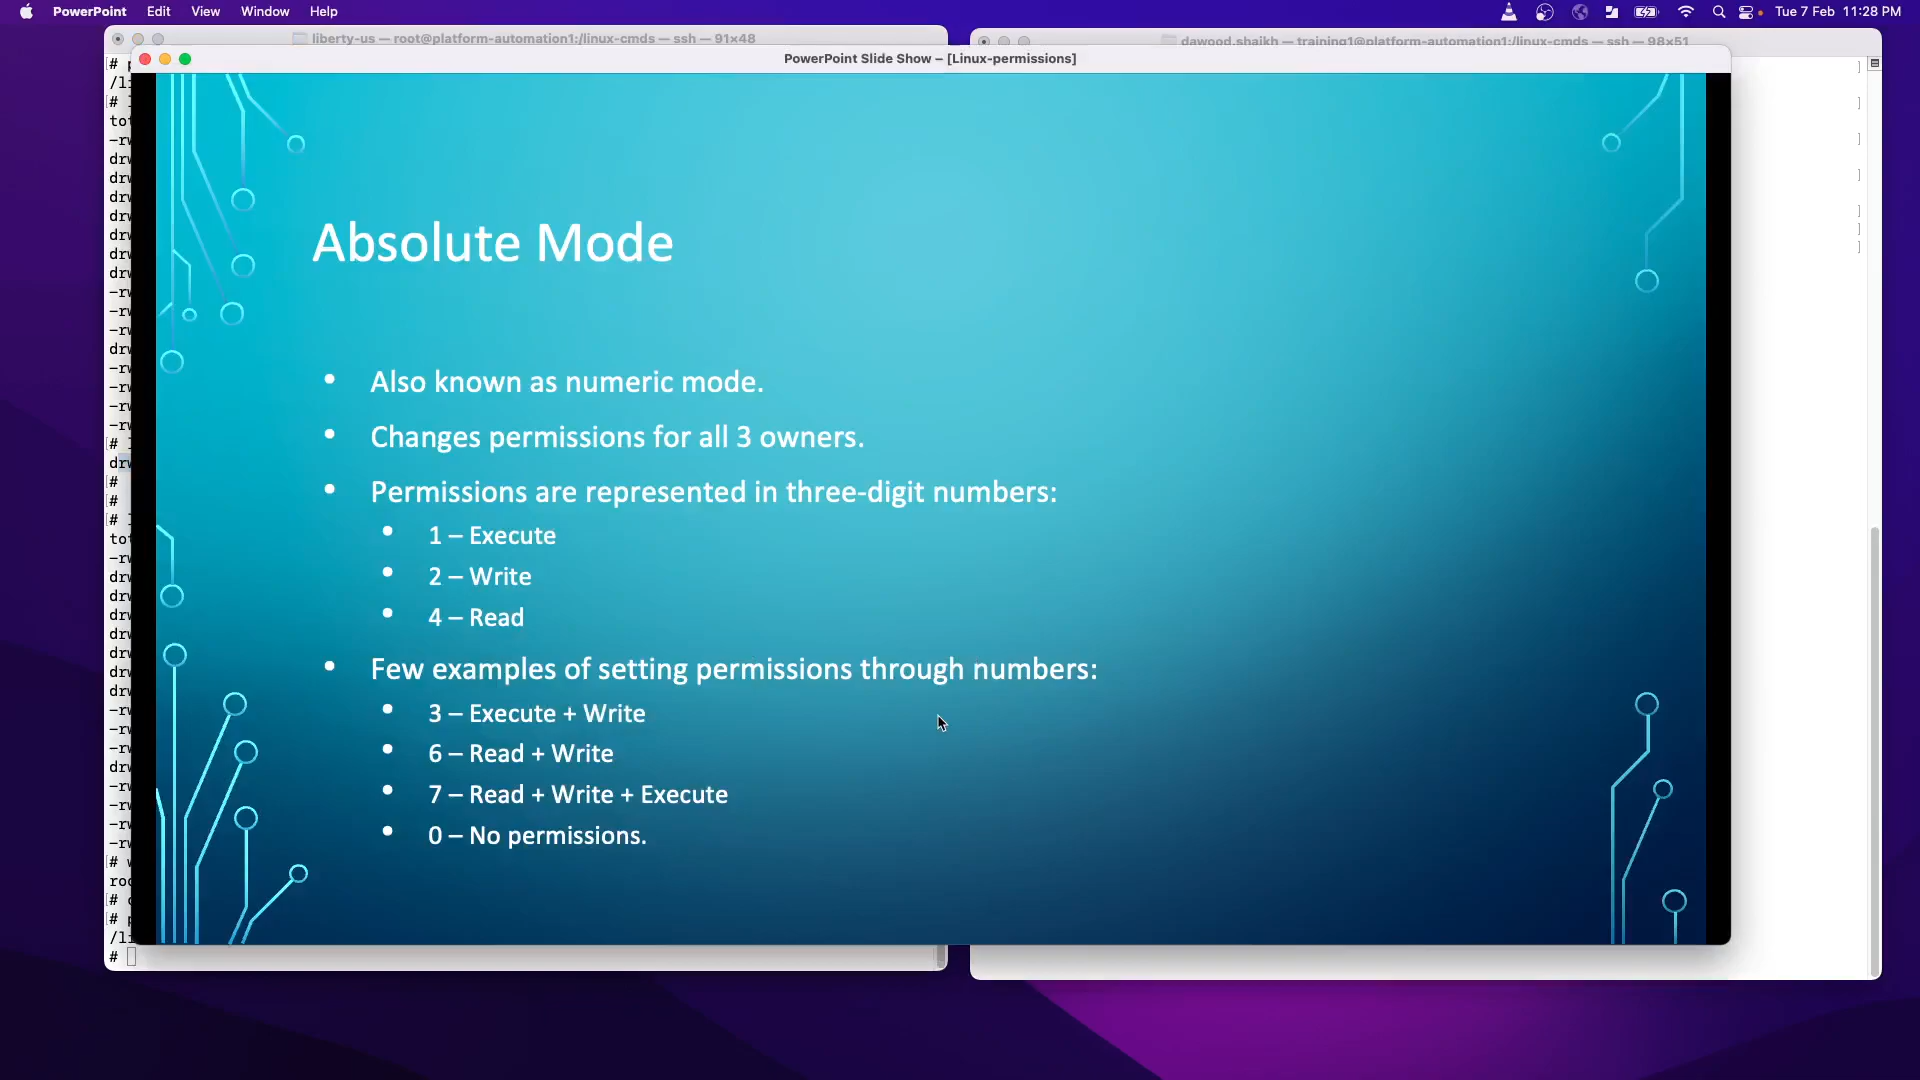 PowerPoint Edit View Window Help Tue 7 Feb 11:28 PM
liberty-us — root@platform-automation1:/linux-cmds — ssh — 91×48
dawood.shaikh — training1@platform-automation1:/linux-cmds — ssh — 98×51
PowerPoint Slide Show – [Linux-permissions]
Absolute Mode
• Also known as numeric mode.
• Changes permissions for all 3 owners.
• Permissions are represented in three-digit numbers:
• 1 – Execute
• 2 – Write
• 4 – Read
• Few examples of setting permissions through numbers:
• 3 – Execute + Write
• 6 – Read + Write
• 7 – Read + Write + Execute
• 0 – No permissions.